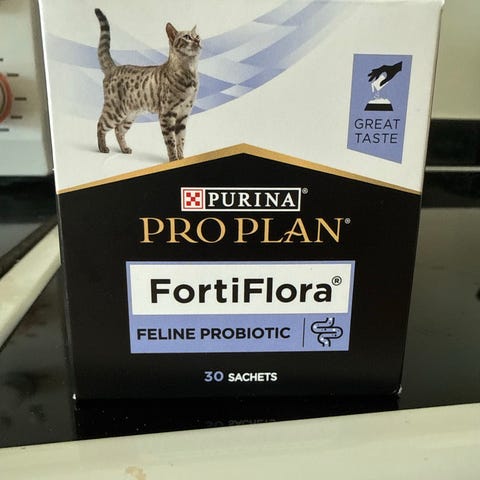 GREAT
TASTE
PURINA®
PRO PLAN®
FortiFlora®
FELINE PROBIOTIC
30 SACHETS